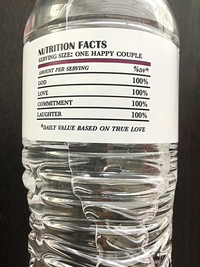 NUTRITION FACTS
SERVING SIZE: ONE HAPPY COUPLE
AMOUNT PER SERVING %DV*
GOD 100%
LOVE 100%
COMMITMENT 100%
LAUGHTER 100%
*DAILY VALUE BASED ON TRUE LOVE